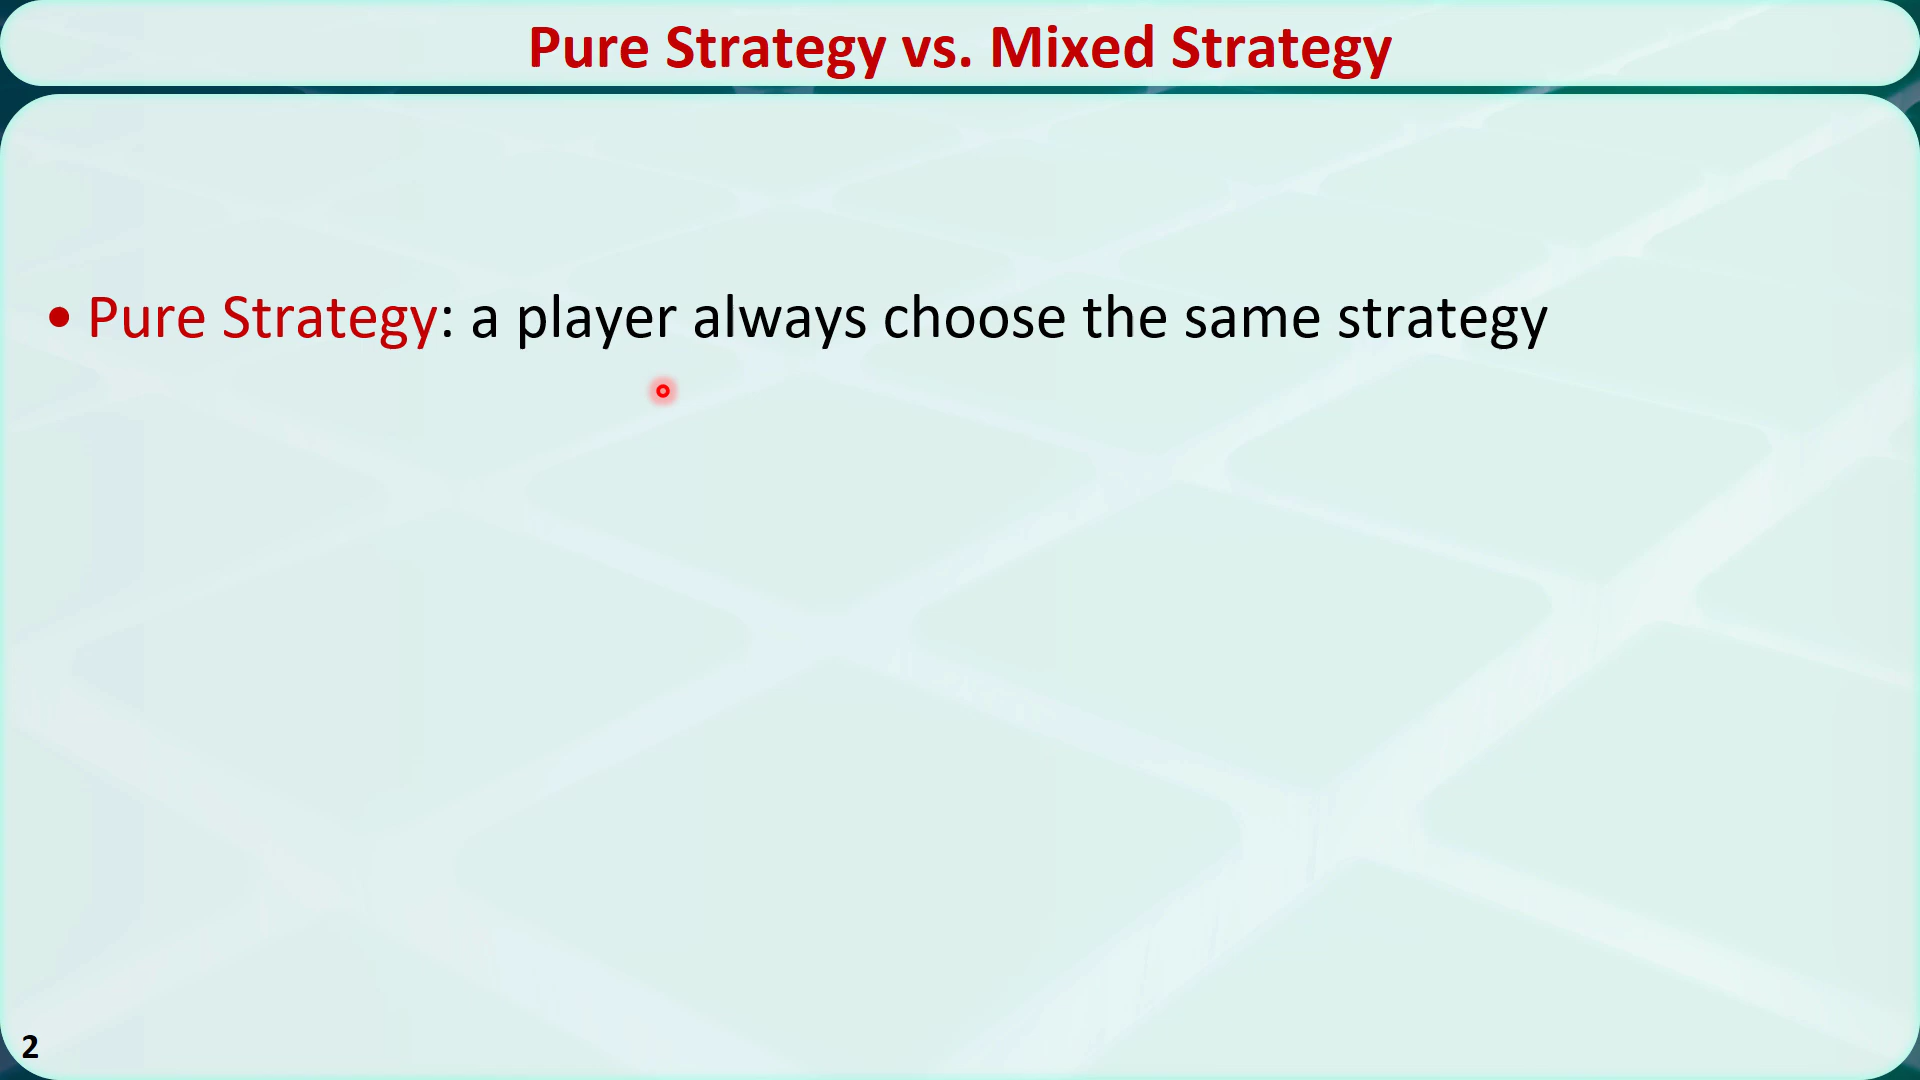 Pure Strategy vs. Mixed Strategy
• Pure Strategy: a player always choose the same strategy
2